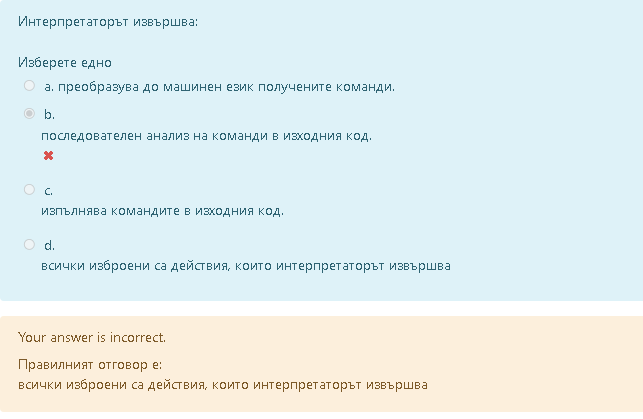 Интерпретаторът извършва:
Изберете едно
a. преобразува до машинен език получените команди.
b.
последователен анализ на команди в изходния код.
c.
изпълнява командите в изходния код.
d.
всички изброени са действия, които интерпретаторът извършва
Your answer is incorrect.
Правилният отговор е:
всички изброени са действия, които интерпретаторът извършва